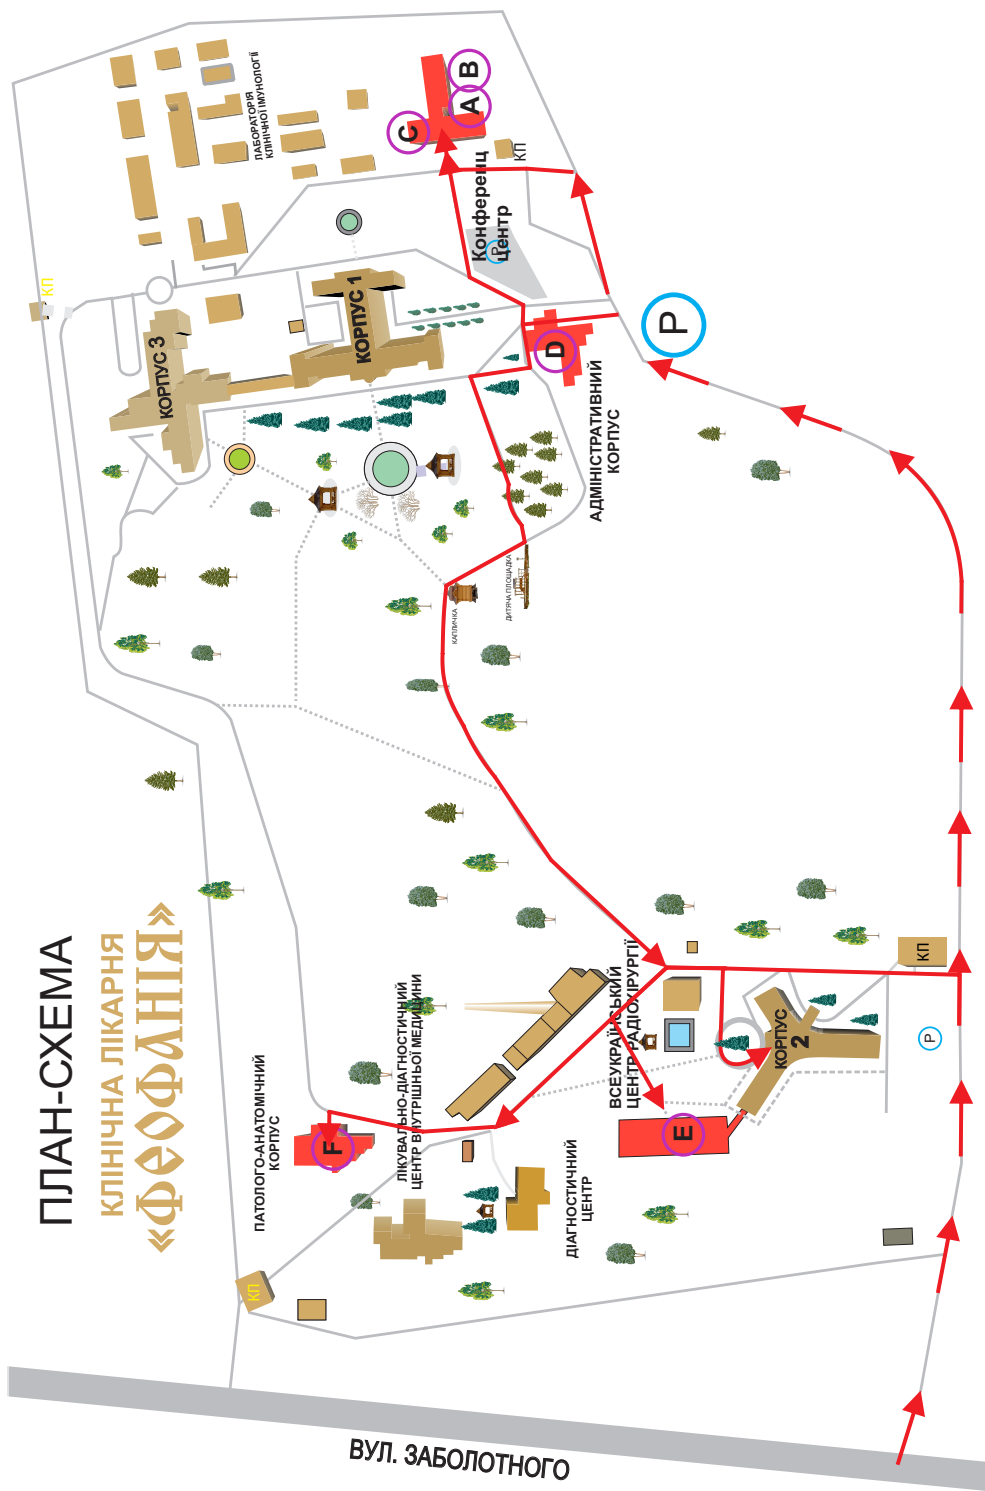 ПЛАН-СХЕМА
КЛІНІЧНА ЛІКАРНЯ
«ФЕОФАНІЯ»
ЛАБОРАТОРІЯ
КЛІНІЧНОЇ ІМУНОЛОГІЇ
КП
КОРПУС 3
КОРПУС 1
C
A
B
КП
Конференц
центр
P
D
P
АДМІНІСТРАТИВНИЙ
КОРПУС
КАПЛИЧКА
ДИТЯЧА ПЛОЩАДКА
ПАТОЛОГО-АНАТОМІЧНИЙ
КОРПУС
F
ЛІКУВАЛЬНО-ДІАГНОСТИЧНИЙ
ЦЕНТР ВНУТРІШНЬОЇ МЕДИЦИНИ
ДІАГНОСТИЧНИЙ
ЦЕНТР
ВСЕУКРАЇНСЬКИЙ
ЦЕНТР РАДІОХІРУРГІЇ
E
КОРПУС
2
КП
P
КП
ВУЛ. ЗАБОЛОТНОГО